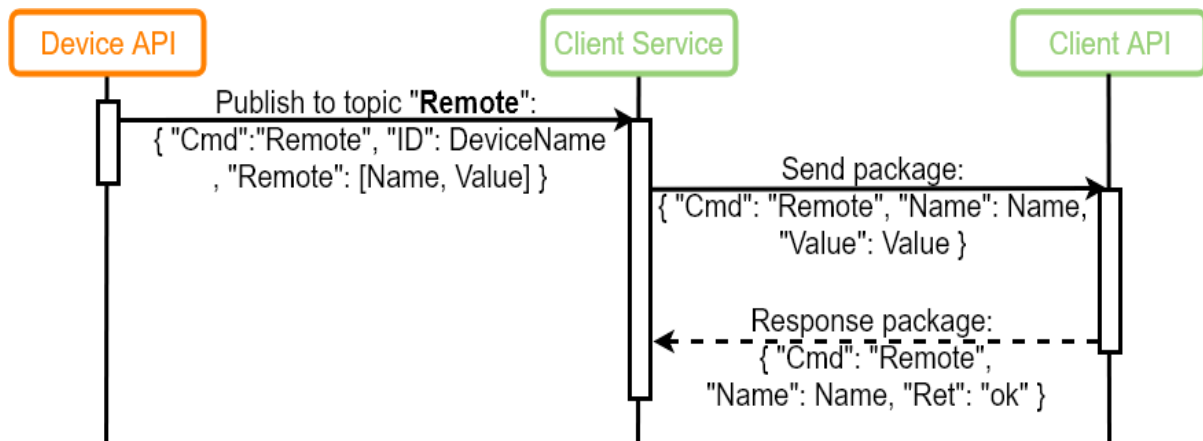 Device API
Client Service
Client API
Publish to topic "Remote":
{ "Cmd":"Remote", "ID": DeviceName
, "Remote": [Name, Value] }
Send package:
{ "Cmd": "Remote", "Name": Name,
"Value": Value }
Response package:
{ "Cmd": "Remote",
"Name": Name, "Ret": "ok" }